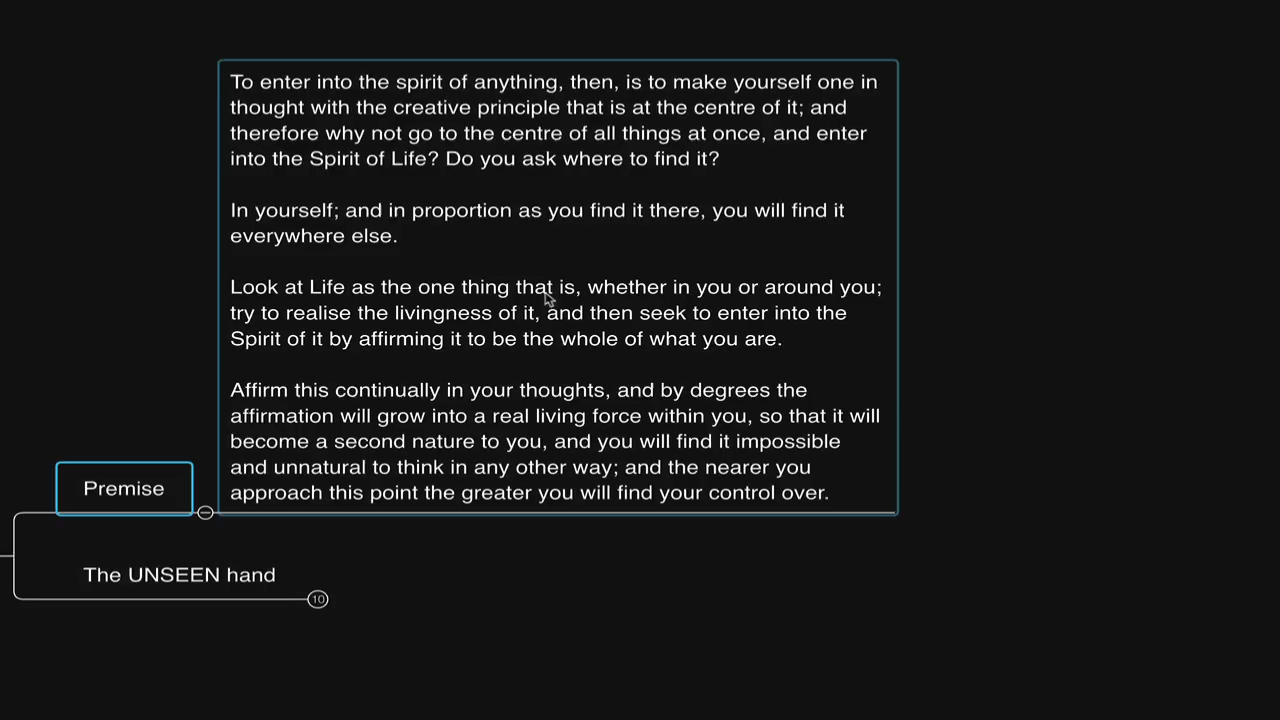 To enter into the spirit of anything, then, is to make yourself one in
thought with the creative principle that is at the centre of it; and
therefore why not go to the centre of all things at once, and enter
into the Spirit of Life? Do you ask where to find it?
In yourself; and in proportion as you find it there, you will find it
everywhere else.
Look at Life as the one thing that is, whether in you or around you;
try to realise the livingness of it, and then seek to enter into the
Spirit of it by affirming it to be the whole of what you are.
Affirm this continually in your thoughts, and by degrees the
affirmation will grow into a real living force within you, so that it will
become a second nature to you, and you will find it impossible
and unnatural to think in any other way; and the nearer you
approach this point the greater you will find your control over.
Premise
The UNSEEN hand
10